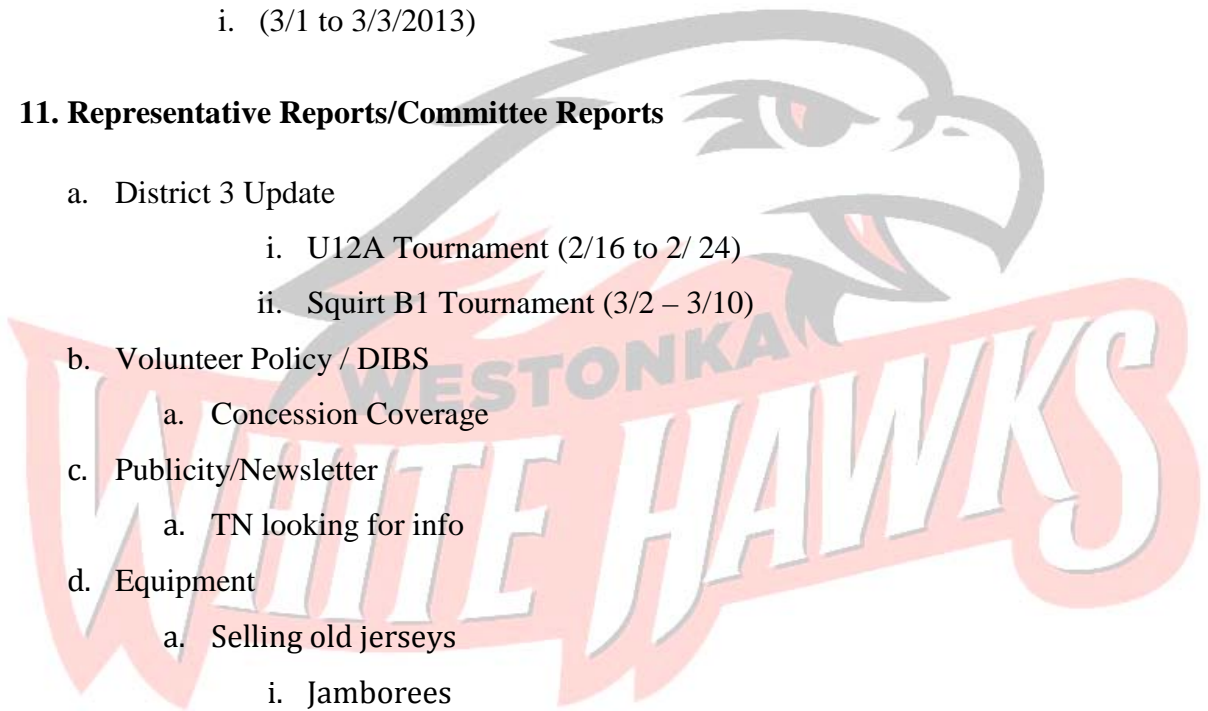 i. (3/1 to 3/3/2013)
11. Representative Reports/Committee Reports
a. District 3 Update
i. U12A Tournament (2/16 to 2/ 24)
ii. Squirt B1 Tournament (3/2 – 3/10)
b. Volunteer Policy / DIBS
a. Concession Coverage
c. Publicity/Newsletter
a. TN looking for info
d. Equipment
a. Selling old jerseys
i. Jamborees
WESTONKA
WHITE HAWKS